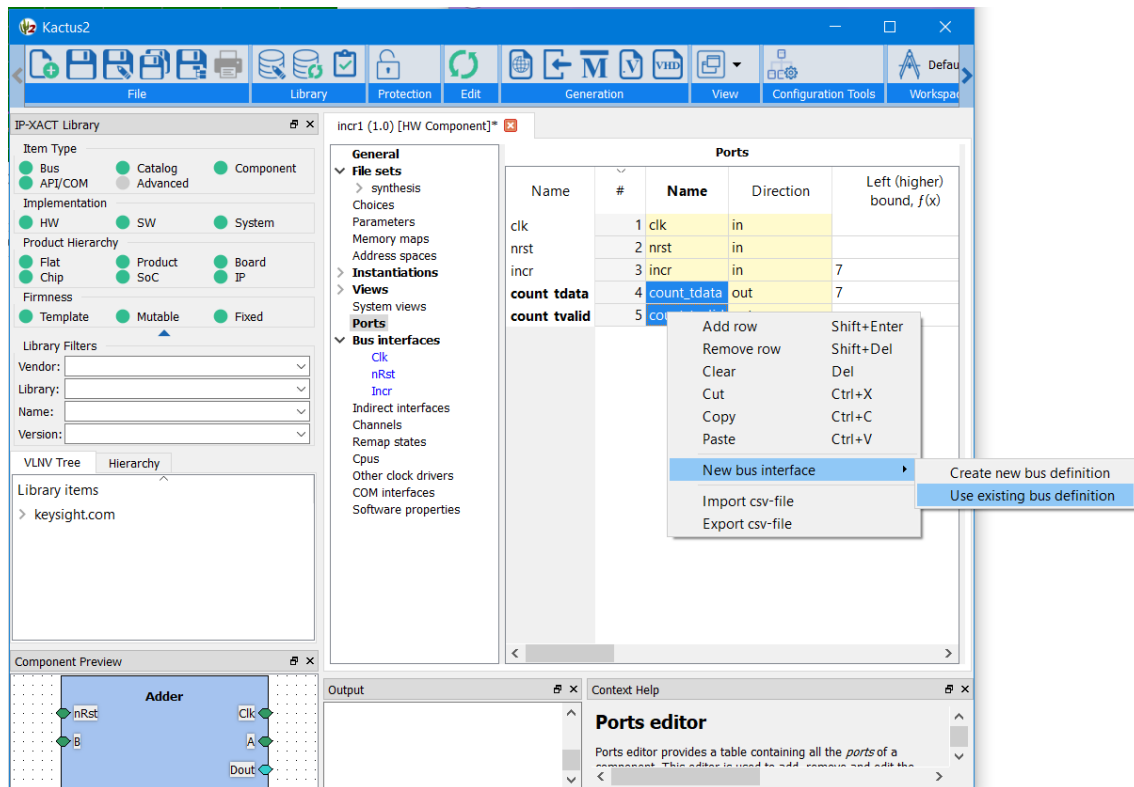 Kactus2
File
Library
Protection
Edit
M
V
VHD
Generation
View
Configuration Tools
Defau
Workspac
IP-XACT Library
Item Type
Bus Catalog Component
API/COM Advanced
Implementation
HW SW System
Product Hierarchy
Flat Product Board
Chip SoC IP
Firmness
Template Mutable Fixed
Library Filters
Vendor:
Library:
Name:
Version:
VLNV Tree Hierarchy
Library items
keysight.com
Component Preview
Adder
nRst Clk
B A
Dout
incr1 (1.0) [HW Component]*
General
File sets
synthesis
Choices
Parameters
Memory maps
Address spaces
Instantiations
Views
System views
Ports
Bus interfaces
Clk
nRst
Incr
Indirect interfaces
Channels
Remap states
Cpus
Other clock drivers
COM interfaces
Software properties
Ports
Name # Name Direction Left (higher)
bound, f(x)
clk 1 clk in
nrst 2 nrst in
incr 3 incr in 7
count tdata 4 count_tdata out 7
count tvalid 5
Add row Shift+Enter
Remove row Shift+Del
Clear Del
Cut Ctrl+X
Copy Ctrl+C
Paste Ctrl+V
New bus interface
Import csv-file
Export csv-file
Create new bus definition
Use existing bus definition
Output
Context Help
Ports editor
Ports editor provides a table containing all the ports of a